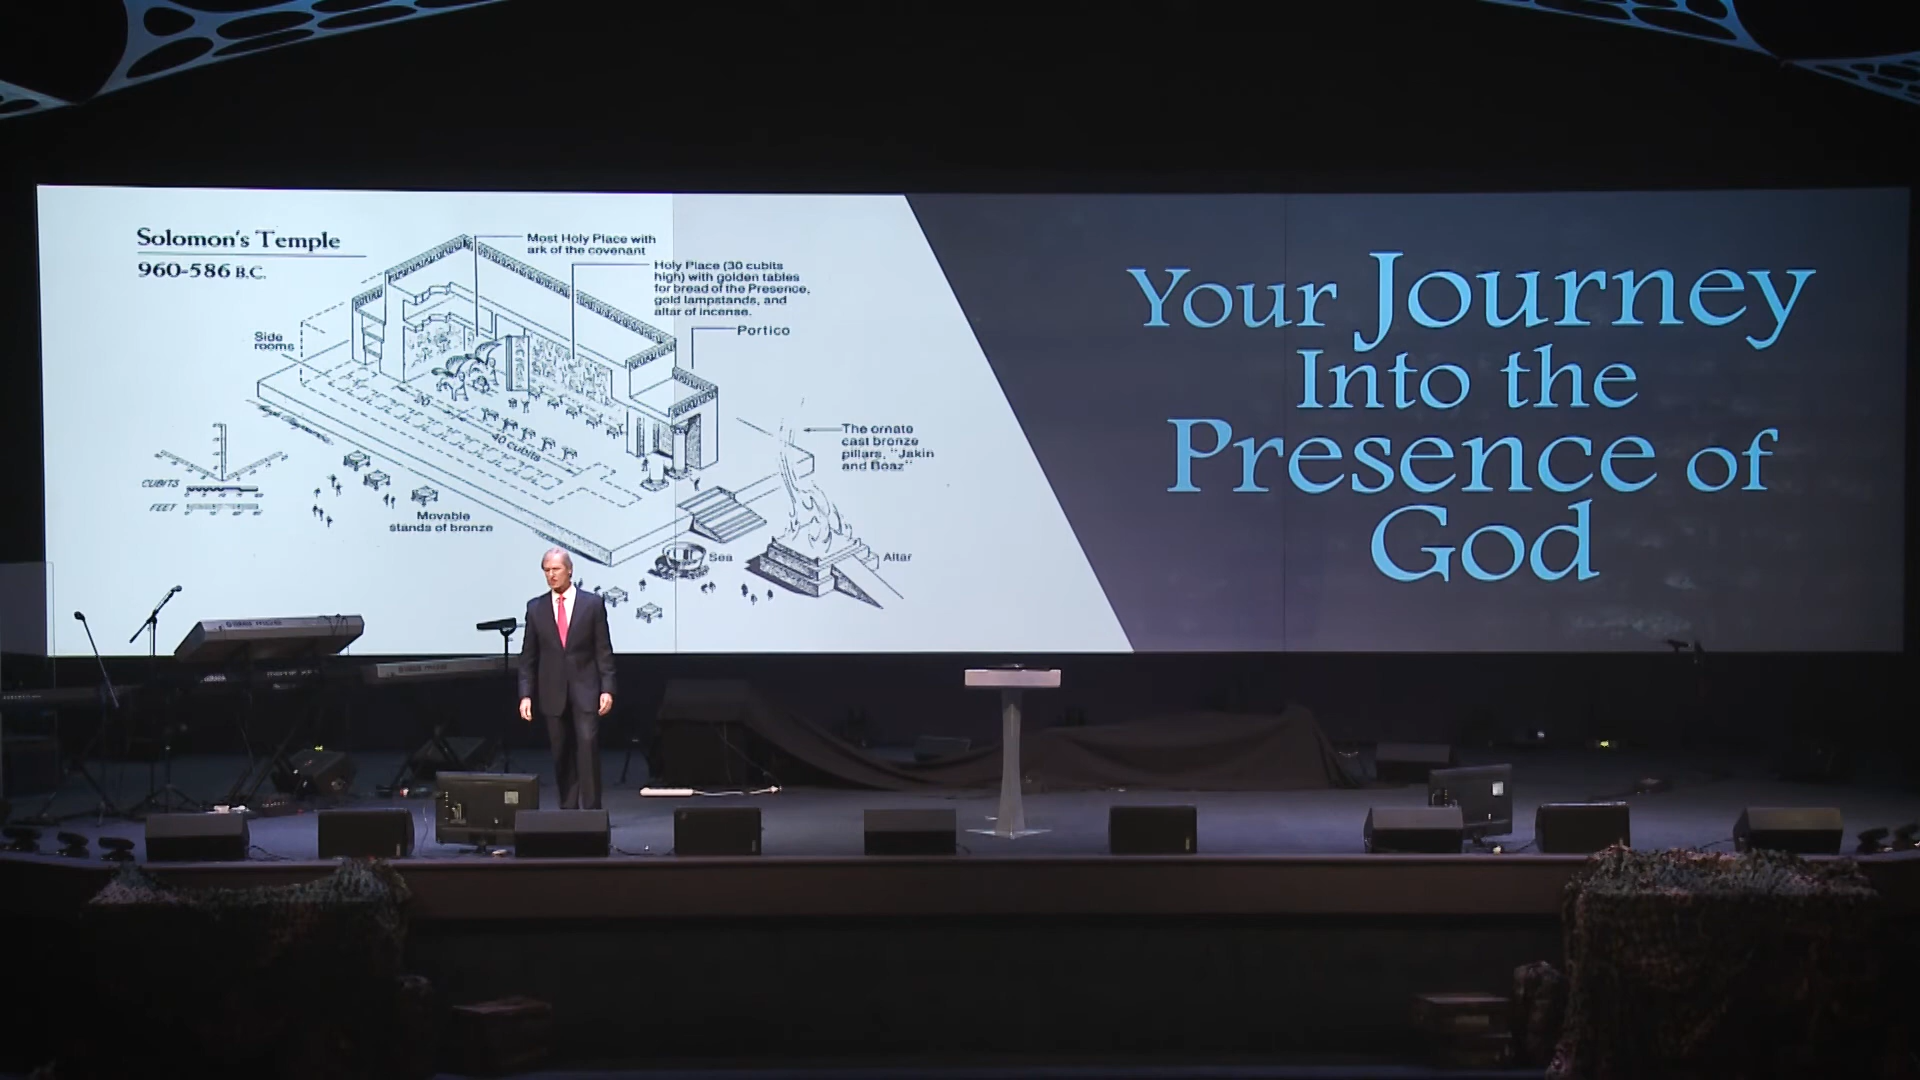 Solomon's Temple
960-586 B.C.
Most Holy Place with
ark of the covenant
Holy Place (30 cubits
high) with golden tables
for bread of the Presence,
gold lampstands, and
altar of incense.
Portico
Side
rooms
20
40 cubits
The ornate
cast bronze
pillars, "Jakin
and Boaz"
CUBITS
FEET
Movable
stands of bronze
Sea
Altar
Your Journey
Into the
Presence of
God